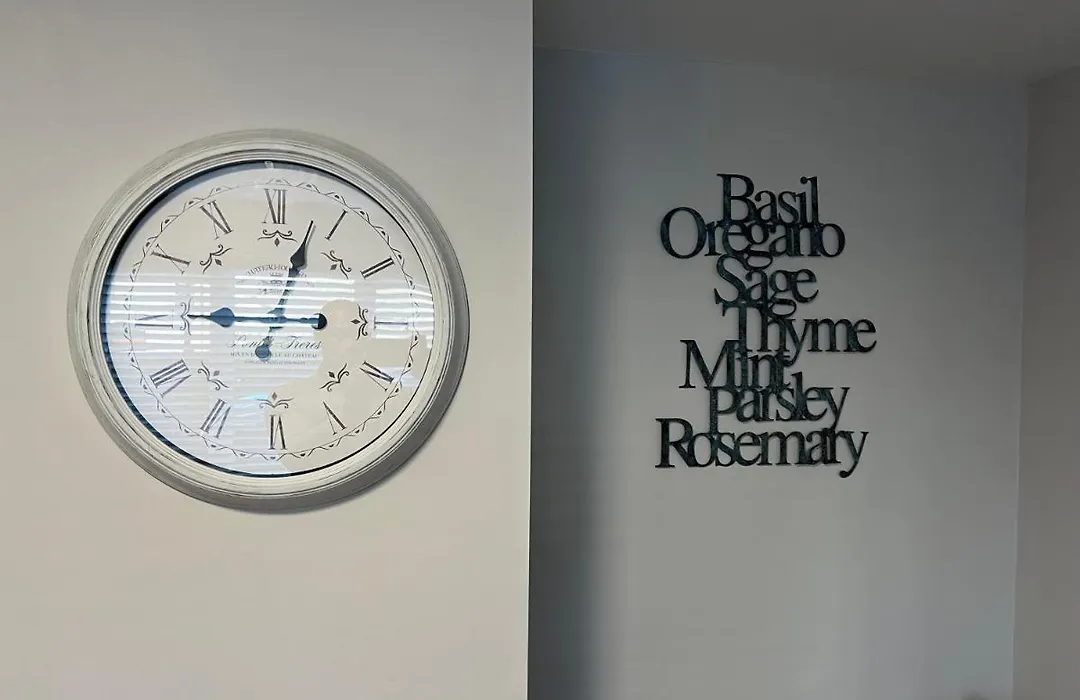 XII
I
II
III
IIII
V
VI
VII
VIII
IX
X
XI
Basil
Oregano
Sage
Thyme
Mint
Parsley
Rosemary